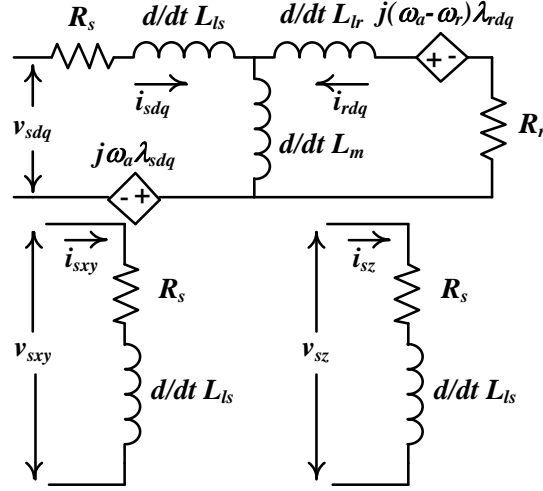 d/dt L_ls d/dt L_lr j(ω_a-ω_r)λ_rdq
R_s
+ -
i_sdq i_rdq
v_sdq d/dt L_m R_r
jω_aλ_sdq
- +
i_sxy i_sz
R_s R_s
v_sxy v_sz
d/dt L_ls d/dt L_ls